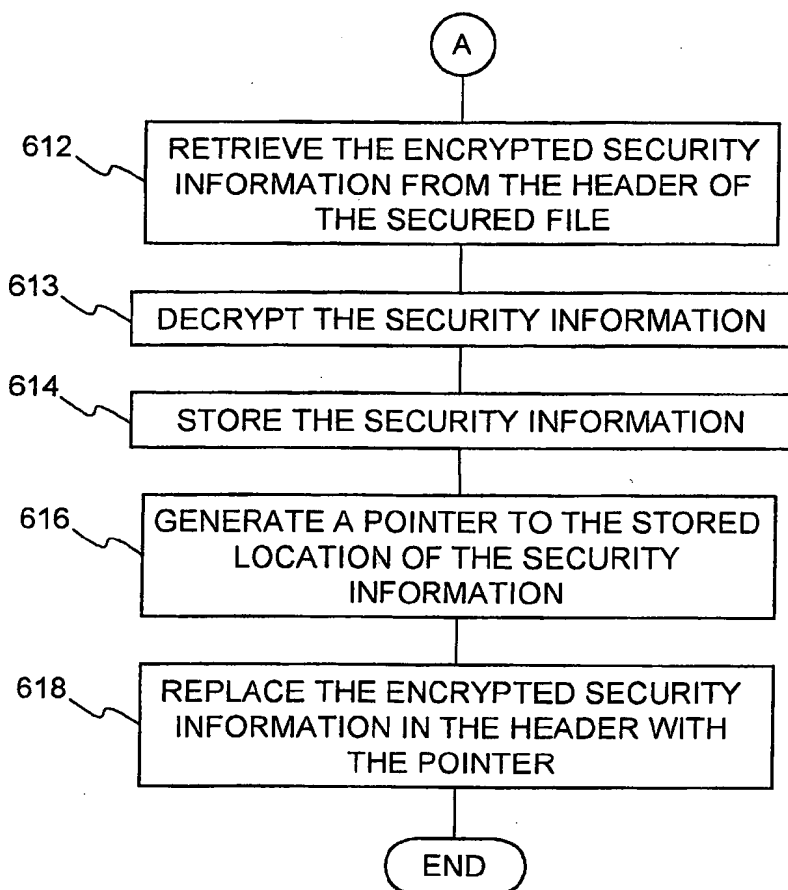 A
612
RETRIEVE THE ENCRYPTED SECURITY
INFORMATION FROM THE HEADER OF
THE SECURED FILE
613
DECRYPT THE SECURITY INFORMATION
614
STORE THE SECURITY INFORMATION
616
GENERATE A POINTER TO THE STORED
LOCATION OF THE SECURITY
INFORMATION
618
REPLACE THE ENCRYPTED SECURITY
INFORMATION IN THE HEADER WITH
THE POINTER
END